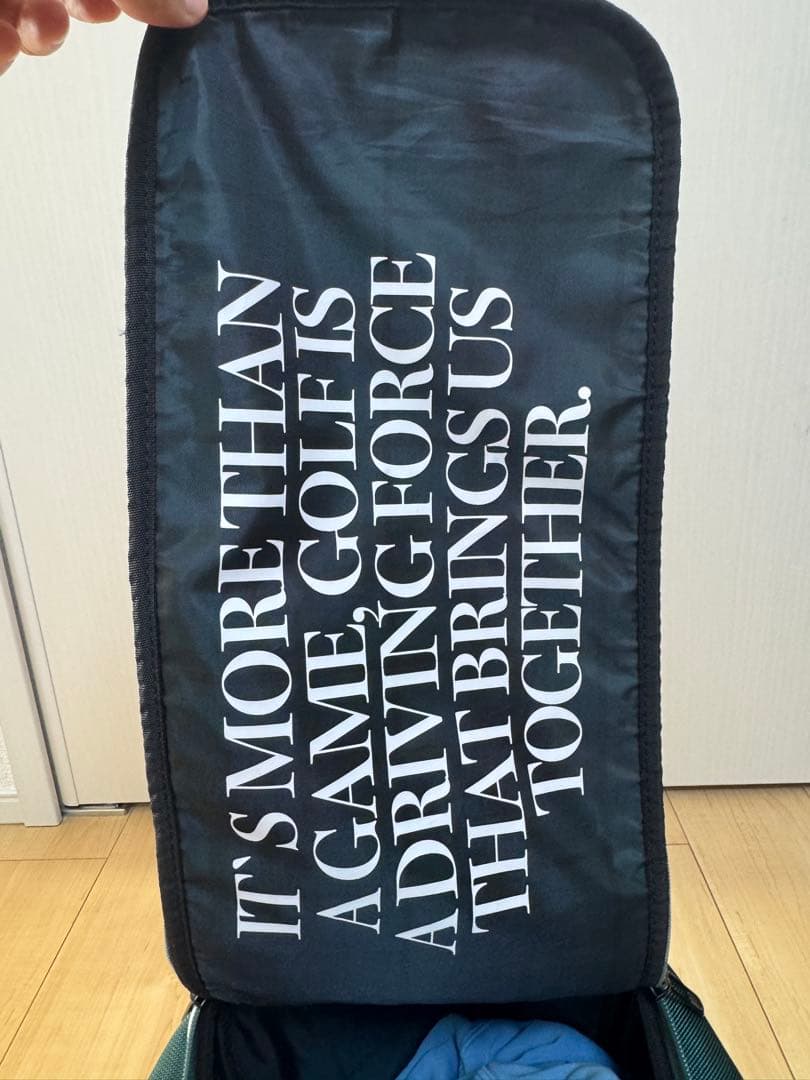 IT'S MORE THAN
A GAME, GOLF IS
A DRIVING FORCE
THAT BRINGS US
TOGETHER.